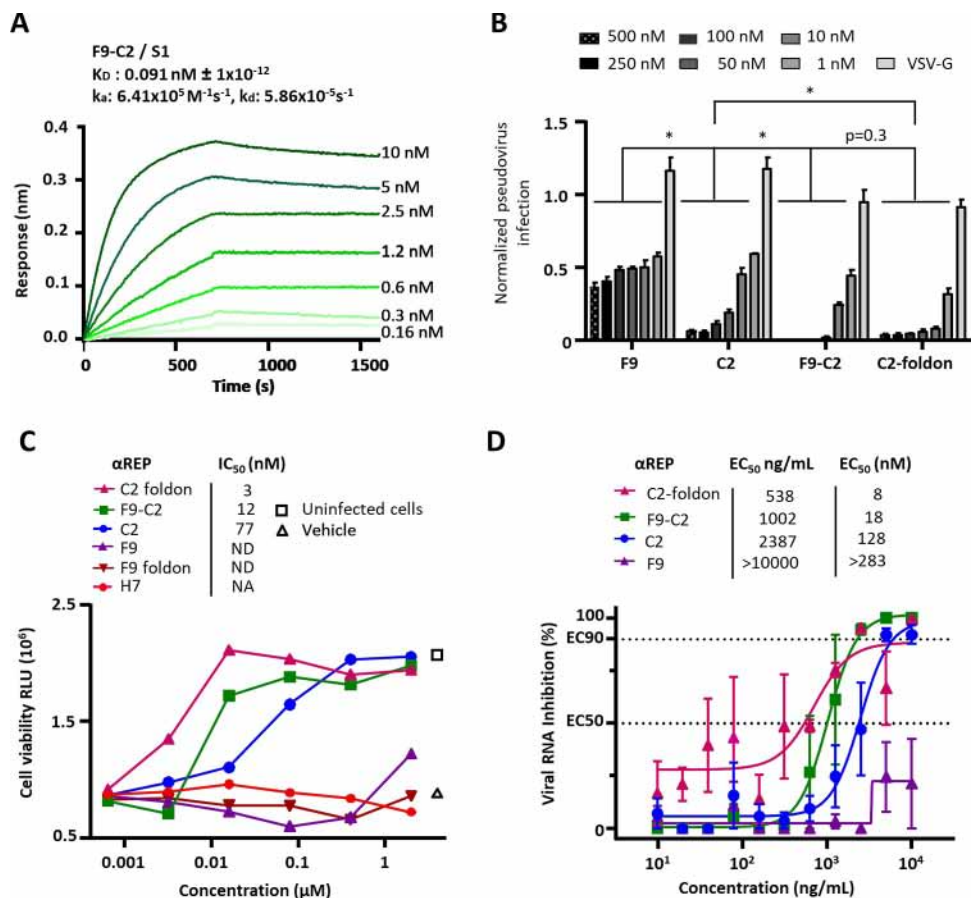 A
F9-C2 / S1
KD : 0.091 nM ± 1x10-12
ka: 6.41x10⁵ M-1s-1, kd: 5.86x10-5s-1
0.4
0.3
0.2
0.1
0.0
Response (nm)
10 nM
5 nM
2.5 nM
1.2 nM
0.6 nM
0.3 nM
0.16 nM
0 500 1000 1500
Time (s)
B
500 nM 100 nM 10 nM
250 nM 50 nM 1 nM VSV-G
*
* * p=0.3
1.5
1.0
0.5
0
Normalized pseudovirus
infection
F9 C2 F9-C2 C2-foldon
C
αREP IC50 (nM)
C2 foldon 3
F9-C2 12
C2 77
F9 ND
F9 foldon ND
H7 NA
Uninfected cells
Vehicle
2.5
1.5
0.5
Cell viability RLU (10⁶)
0.001 0.01 0.1 1
Concentration (μM)
D
αREP EC50 ng/mL EC50 (nM)
C2-foldon 538 8
F9-C2 1002 18
C2 2387 128
F9 >10000 >283
100
EC90
EC50
0
Viral RNA Inhibition (%)
10¹ 10² 10³ 10⁴
Concentration (ng/mL)